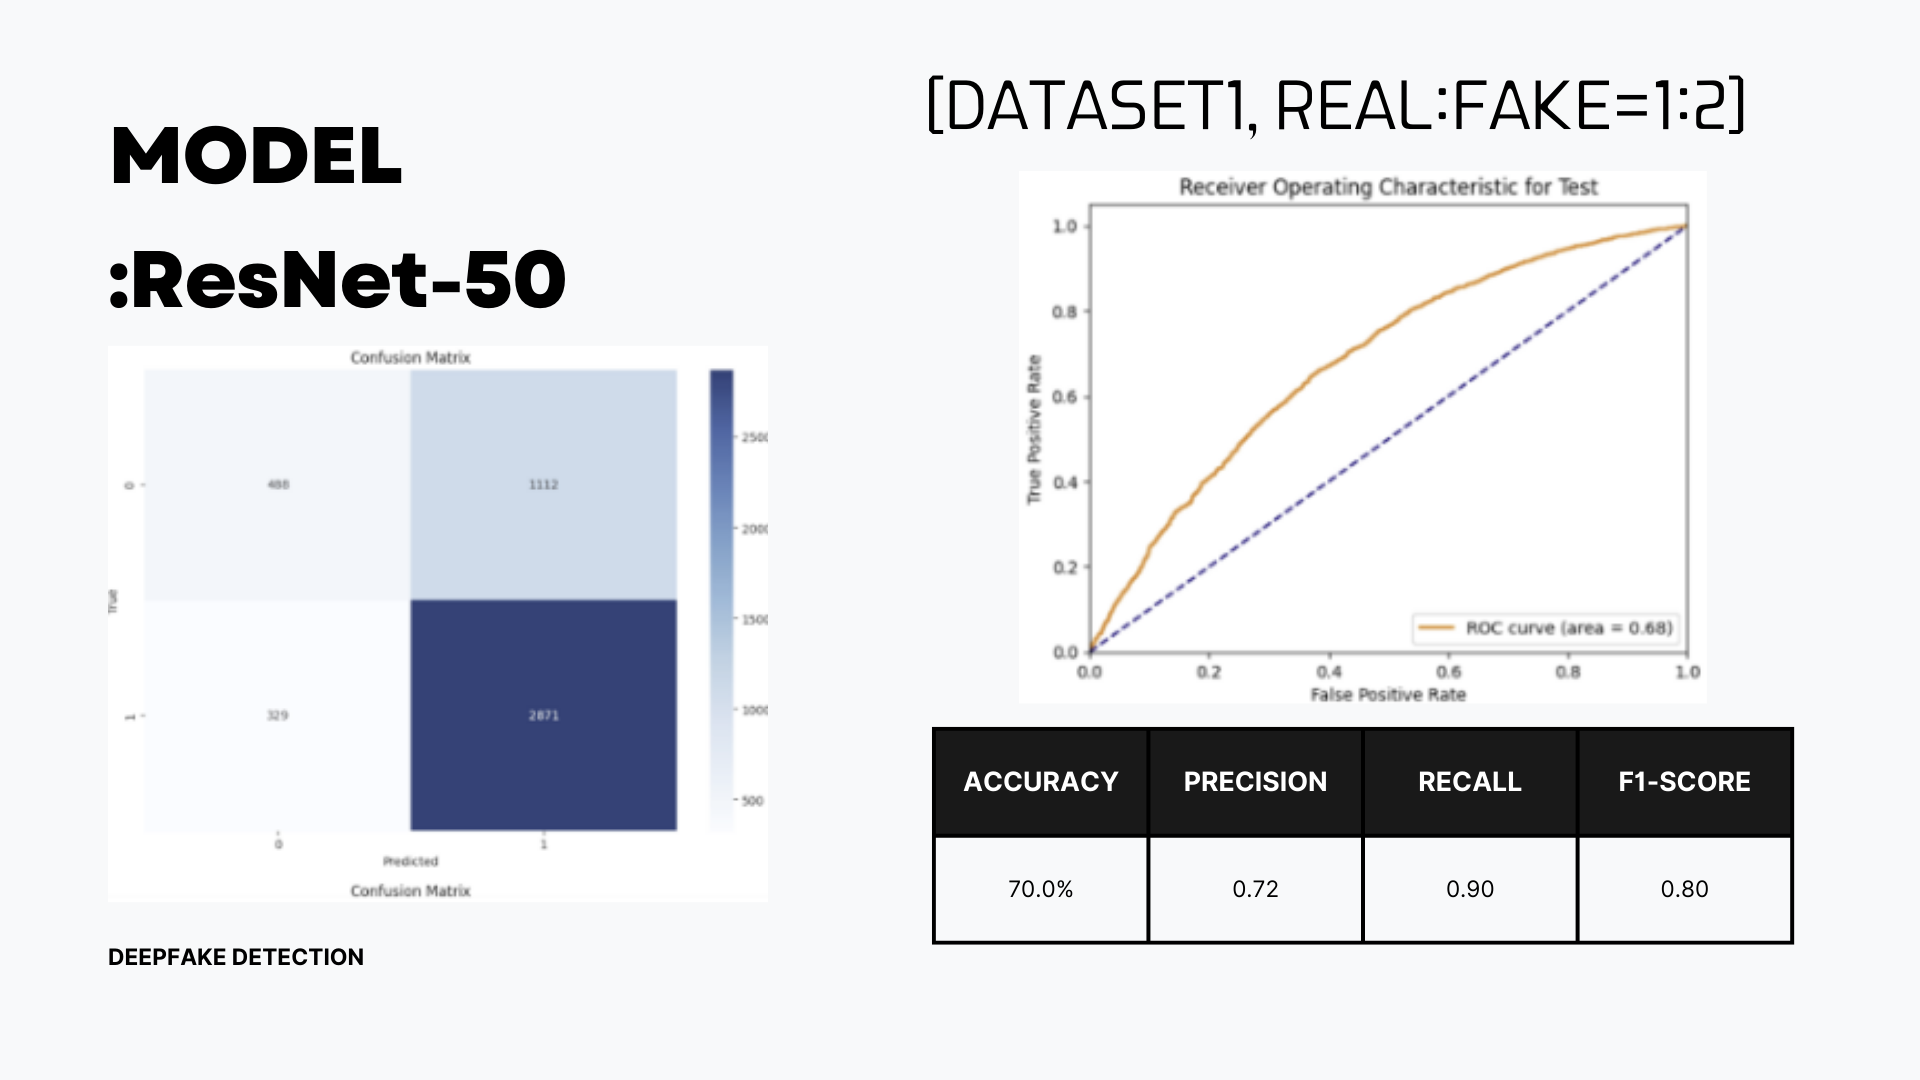 MODEL
:ResNet-50
[DATASET1, REAL:FAKE=1:2]
Confusion Matrix
0
488
1112
1
329
2871
True
0
1
Predicted
Confusion Matrix
500
DEEPFAKE DETECTION
Receiver Operating Characteristic for Test
True Positive Rate
1.0
0.8
0.6
0.4
0.2
0.0
0.0 0.2 0.4 0.6 0.8 1.0
False Positive Rate
ROC curve (area = 0.68)
ACCURACY PRECISION RECALL F1-SCORE
70.0% 0.72 0.90 0.80